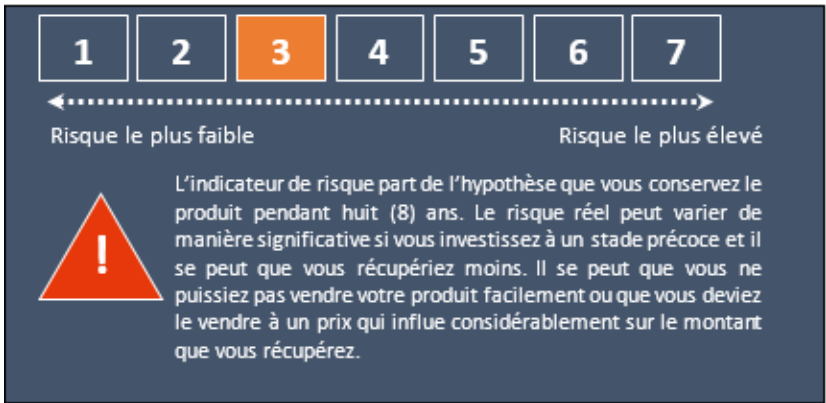 1 2 3 4 5 6 7
Risque le plus faible Risque le plus élevé
L'indicateur de risque part de l'hypothèse que vous conservez le
produit pendant huit (8) ans. Le risque réel peut varier de
manière significative si vous investissez à un stade précoce et il
se peut que vous récupériez moins. Il se peut que vous ne
puissiez pas vendre votre produit facilement ou que vous deviez
le vendre à un prix qui influe considérablement sur le montant
que vous récupérez.
!